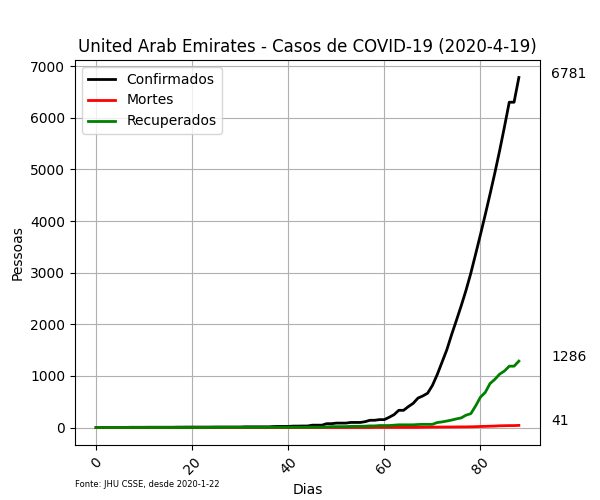 United Arab Emirates - Casos de COVID-19 (2020-4-19)
Confirmados
Mortes
Recuperados
7000
6000
5000
4000
3000
2000
1000
0
Pessoas
6781
1286
41
0
20
40
60
80
Dias
Fonte: JHU CSSE, desde 2020-1-22